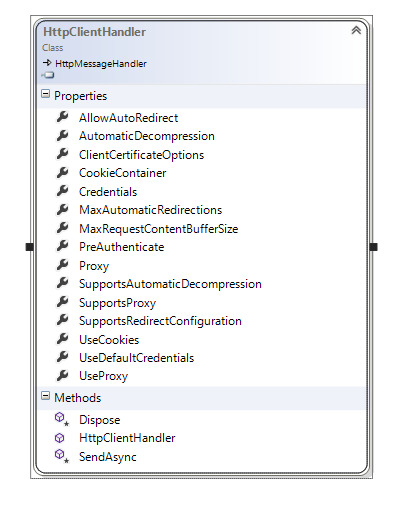 HttpClientHandler
Class
HttpMessageHandler
Properties
AllowAutoRedirect
AutomaticDecompression
ClientCertificateOptions
CookieContainer
Credentials
MaxAutomaticRedirections
MaxRequestContentBufferSize
PreAuthenticate
Proxy
SupportsAutomaticDecompression
SupportsProxy
SupportsRedirectConfiguration
UseCookies
UseDefaultCredentials
UseProxy
Methods
Dispose
HttpClientHandler
SendAsync